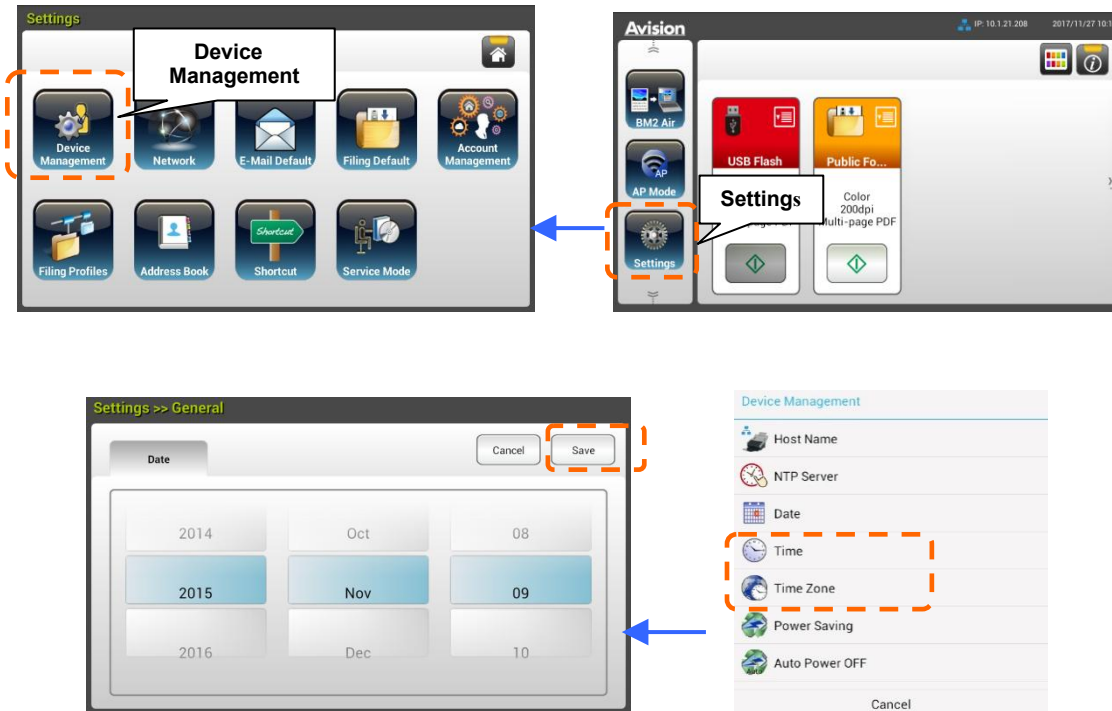 Settings
Device
Management
Device
Management
Network
E-Mail Default
Filing Default
Account
Management
Filing Profiles
Address Book
Shortcut
Shortcut
Service Mode
Avision
IP: 10.1.21.208
2017/11/27 10:1
BM2 Air
AP
AP Mode
Settings
Settings
USB Flash
Public Fo...
Color
200dpi
Multi-page PDF
Settings >> General
Date
Cancel
Save
2014 Oct 08
2015 Nov 09
2016 Dec 10
Device Management
Host Name
NTP Server
Date
Time
Time Zone
Power Saving
Auto Power OFF
Cancel